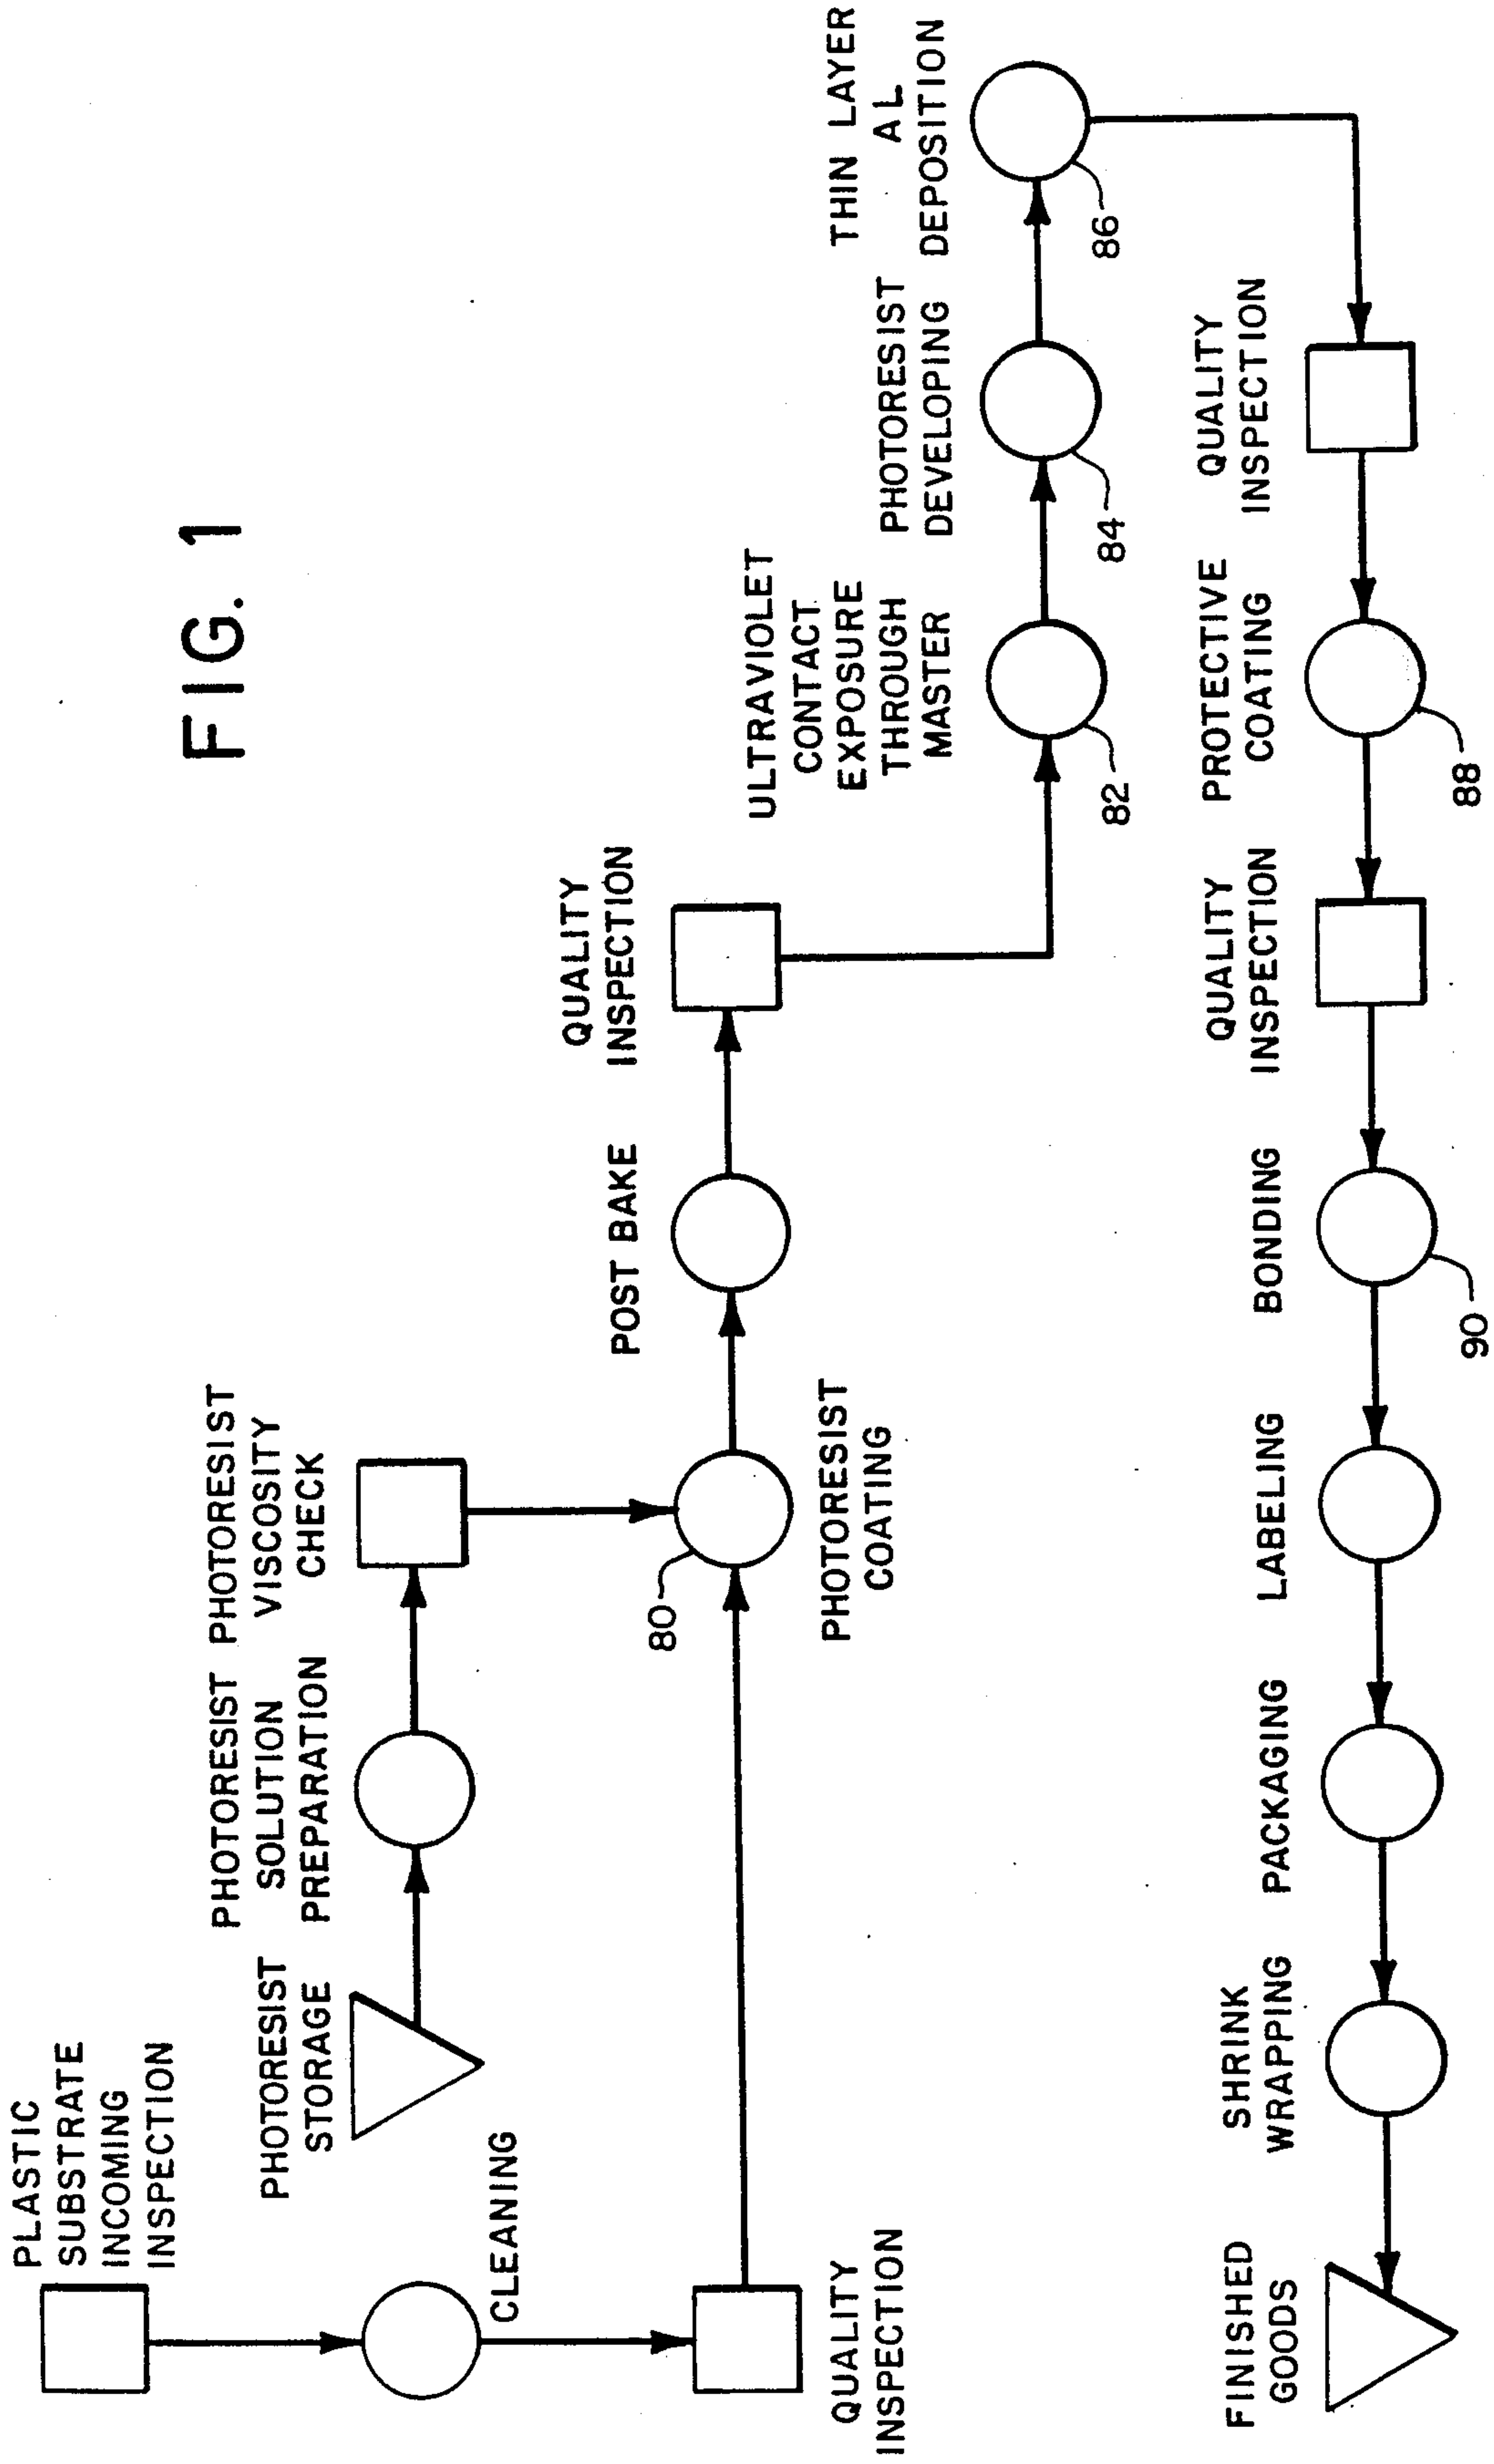 FIG. 1
PLASTIC
SUBSTRATE
INCOMING
INSPECTION
CLEANING
QUALITY
INSPECTION
PHOTORESIST
STORAGE
PHOTORESIST
SOLUTION
PREPARATION
PHOTORESIST
VISCOSITY
CHECK
80
PHOTORESIST
COATING
POST BAKE
QUALITY
INSPECTION
ULTRAVIOLET
CONTACT
EXPOSURE
THROUGH
MASTER
82
PHOTORESIST
DEVELOPING
84
THIN LAYER
AL
DEPOSITION
86
QUALITY
INSPECTION
PROTECTIVE
COATING
88
QUALITY
INSPECTION
BONDING
90
LABELING
PACKAGING
SHRINK
WRAPPING
FINISHED
GOODS